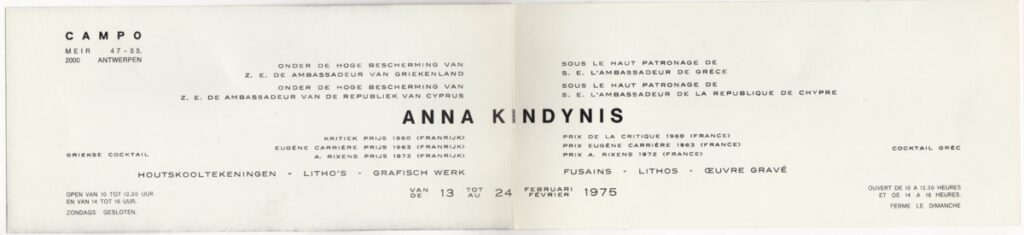 CAMPO
MEIR 47-55,
2000 ANTWERPEN
ONDER DE HOGE BESCHERMING VAN
Z. E. DE AMBASSADEUR VAN GRIEKENLAND
ONDER DE HOGE BESCHERMING VAN
Z. E. DE AMBASSADEUR VAN DE REPUBLIEK VAN CYPRUS
SOUS LE HAUT PATRONAGE DE
S. E. L'AMBASSADEUR DE GRÈCE
SOUS LE HAUT PATRONAGE DE
S. E. L'AMBASSADEUR DE LA REPUBLIQUE DE CHYPRE
ANNA KINDYNIS
KRITIEK PRIJS 1960 (FRANRIJK)
EUGÈNE CARRIÈRE PRIJS 1963 (FRANRIJK)
A. RIXENS PRIJS 1972 (FRANRIJK)
PRIX DE LA CRITIQUE 1960 (FRANCE)
PRIX EUGÈNE CARRIÈRE 1963 (FRANCE)
PRIX A. RIXENS 1972 (FRANCE)
GRIEKSE COCKTAIL
COCKTAIL GRÈC
HOUTSKOOLTEKENINGEN - LITHO'S - GRAFISCH WERK
FUSAINS - LITHOS - ŒUVRE GRAVÉ
VAN 13 TOT 24 FEBRUARI 1975
DE AU FÉVRIER
OPEN VAN 10 TOT 12.30 UUR
EN VAN 14 TOT 18 UUR.
ZONDAGS GESLOTEN.
OUVERT DE 10 A 12.30 HEURES
ET DE 14 A 18 HEURES.
FERME LE DIMANCHE